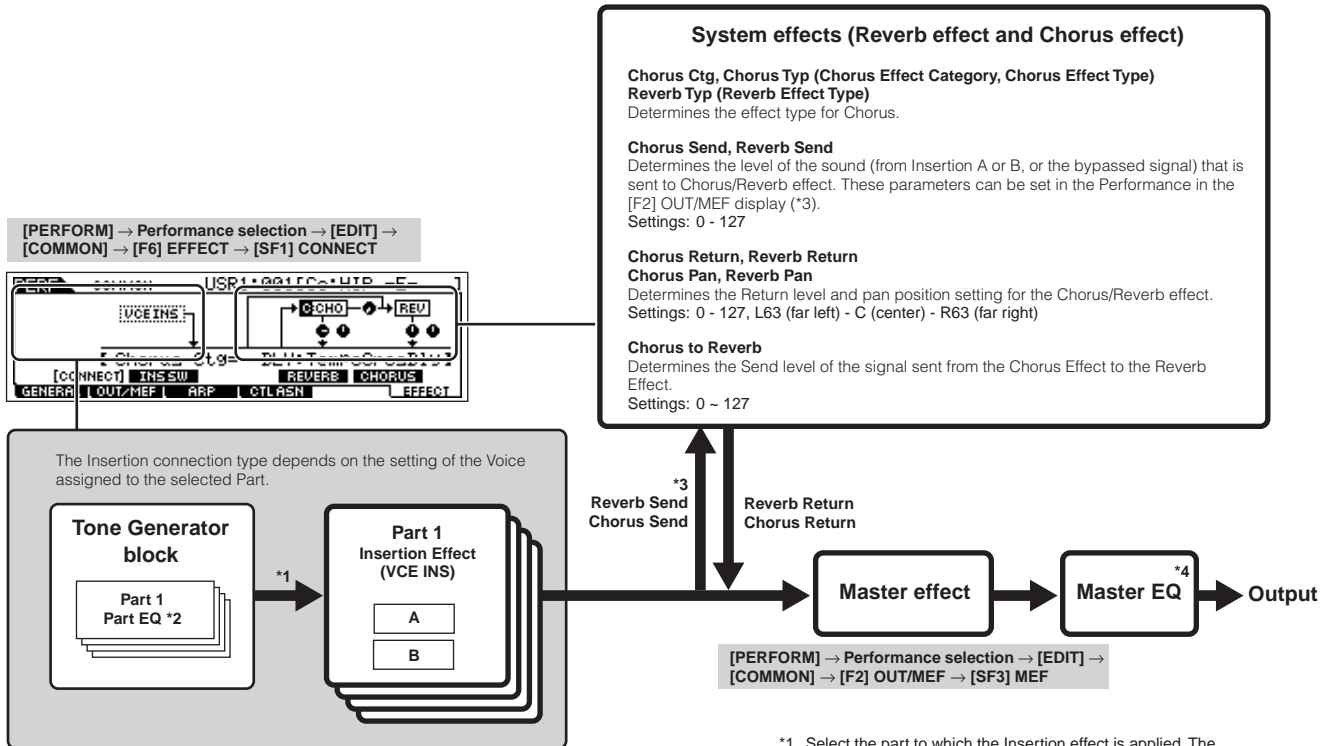 System effects (Reverb effect and Chorus effect)
Chorus Ctg, Chorus Typ (Chorus Effect Category, Chorus Effect Type)
Reverb Typ (Reverb Effect Type)
Determines the effect type for Chorus.
Chorus Send, Reverb Send
Determines the level of the sound (from Insertion A or B, or the bypassed signal) that is
sent to Chorus/Reverb effect. These parameters can be set in the Performance in the
[F2] OUT/MEF display (*3).
Settings: 0 - 127
Chorus Return, Reverb Return
Chorus Pan, Reverb Pan
Determines the Return level and pan position setting for the Chorus/Reverb effect.
Settings: 0 - 127, L63 (far left) - C (center) - R63 (far right)
Chorus to Reverb
Determines the Send level of the signal sent from the Chorus Effect to the Reverb
Effect.
Settings: 0 ~ 127
[PERFORM] → Performance selection → [EDIT] →
[COMMON] → [F6] EFFECT → [SF1] CONNECT
PERF COMMON USR1:001[Co:HIP -E- ]
VCEINS
CHO
REV
[ Chorus Ctg=
[CONNECT] INS SW REVERB CHORUS
GENERAL OUT/MEF ARP CTLASN EFFECT
The Insertion connection type depends on the setting of the Voice
assigned to the selected Part.
Tone Generator
block
Part 1
Part EQ *2
*1
Part 1
Insertion Effect
(VCE INS)
A
B
*3
Reverb Send
Chorus Send
Reverb Return
Chorus Return
Master effect
Master EQ
*4
Output
[PERFORM] → Performance selection → [EDIT] →
[COMMON] → [F2] OUT/MEF → [SF3] MEF
*1 Select the part to which the Insertion effect is applied. The